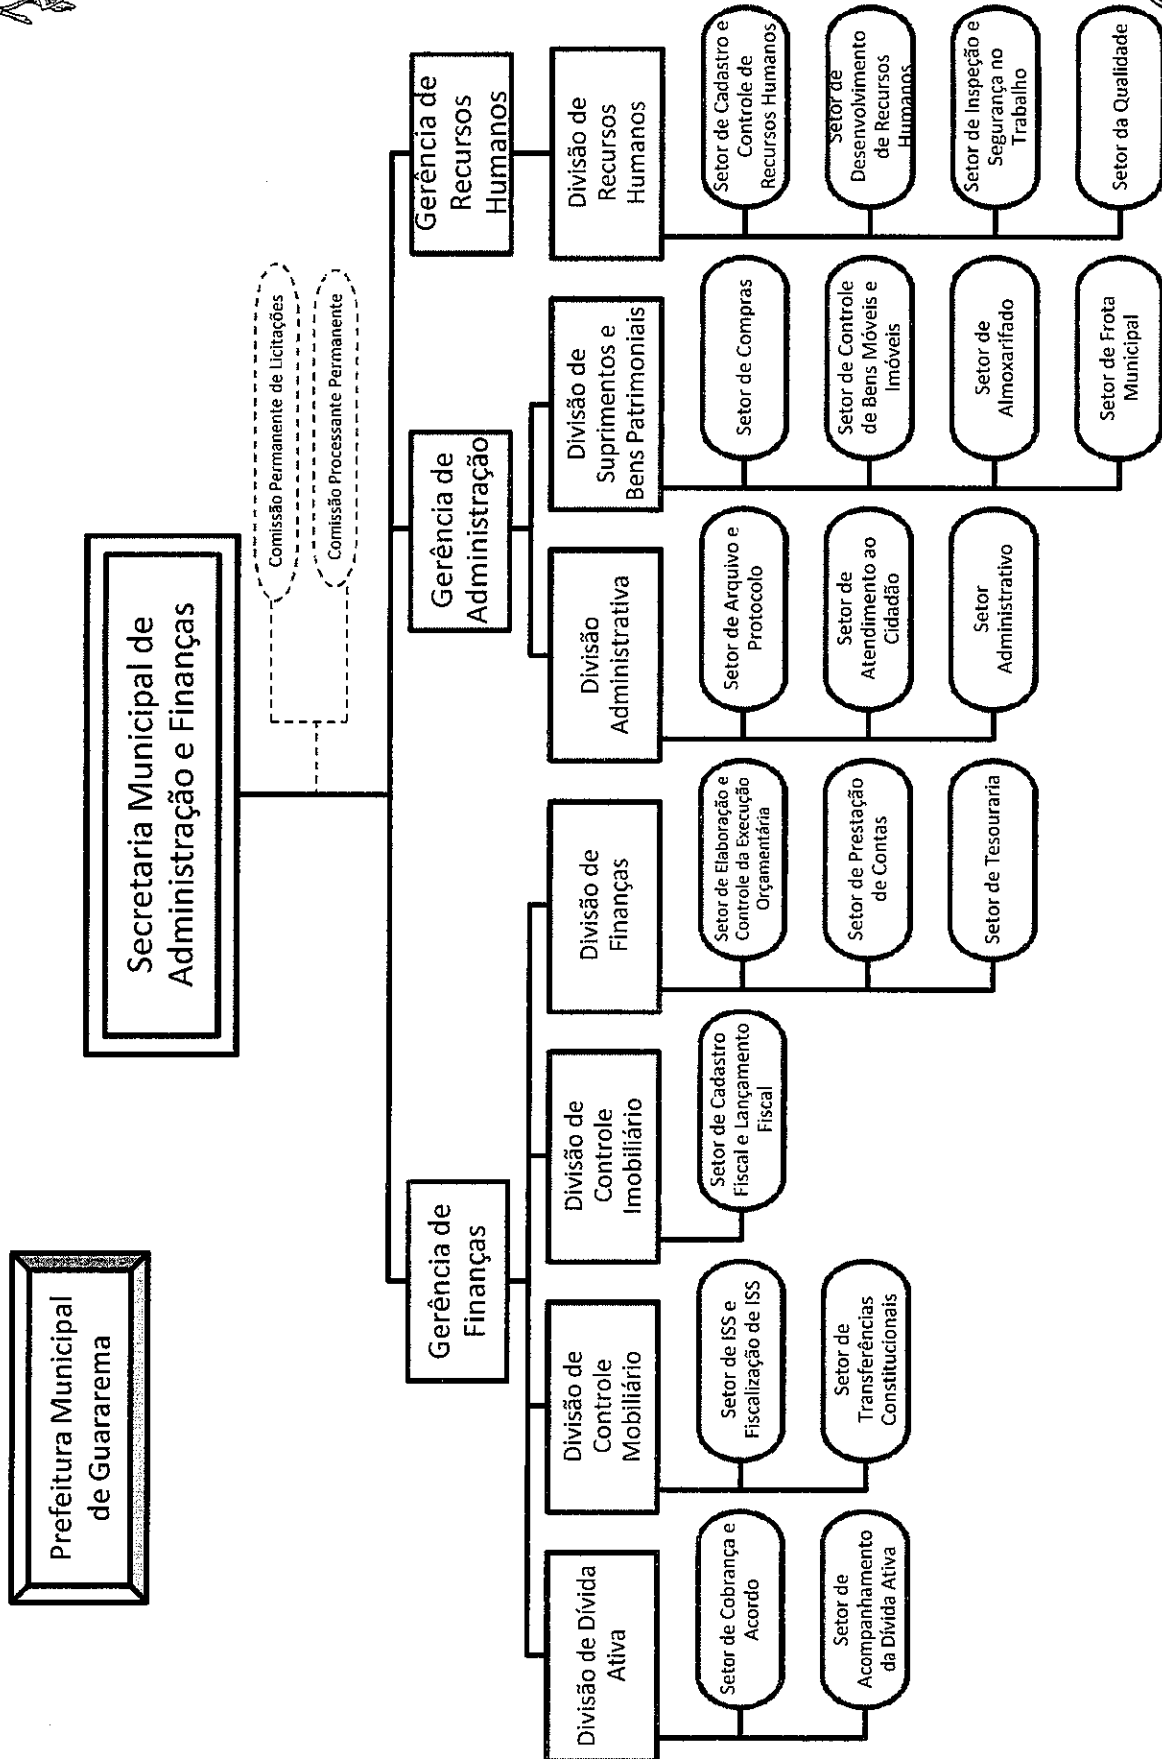 Prefeitura Municipal
de Guararema
Secretaria Municipal de
Administração e Finanças
Comissão Permanente de Licitações
Comissão Processante Permanente
Gerência de
Finanças
Gerência de
Administração
Gerência de
Recursos
Humanos
Divisão de Dívida
Ativa
Divisão de
Controle
Mobiliário
Divisão de
Controle
Imobiliário
Divisão de
Finanças
Divisão
Administrativa
Divisão de
Suprimentos e
Bens Patrimoniais
Divisão de
Recursos
Humanos
Setor de Cobrança e
Acordo
Setor de
Acompanhamento
da Dívida Ativa
Setor de ISS e
Fiscalização de ISS
Setor de
Transferências
Constitucionais
Setor de Cadastro
Fiscal e Lançamento
Fiscal
Setor de Elaboração e
Controle da Execução
Orçamentária
Setor de Prestação
de Contas
Setor de Tesouraria
Setor de Arquivo e
Protocolo
Setor de
Atendimento ao
Cidadão
Setor
Administrativo
Setor de Compras
Setor de Controle
de Bens Móveis e
Imóveis
Setor de
Almoxarifado
Setor de Frota
Municipal
Setor de Cadastro e
Controle de
Recursos Humanos
Setor de
Desenvolvimento
de Recursos
Humanos
Setor de Inspeção e
Segurança no
Trabalho
Setor da Qualidade